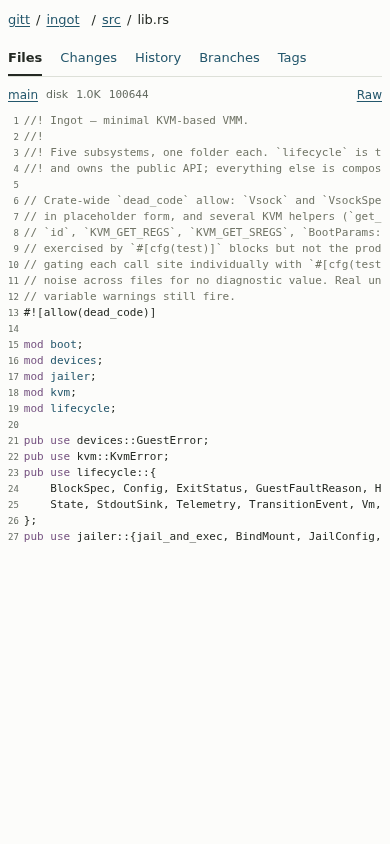 gitt / ingot / src / lib.rs
Files Changes History Branches Tags
main disk 1.0K 100644 Raw
1 //! Ingot — minimal KVM-based VMM.
2 //!
3 //! Five subsystems, one folder each. `lifecycle` is t
4 //! and owns the public API; everything else is compos
5
6 // Crate-wide `dead_code` allow: `Vsock` and `VsockSpe
7 // in placeholder form, and several KVM helpers (`get_
8 // `id`, `KVM_GET_REGS`, `KVM_GET_SREGS`, `BootParams:
9 // exercised by `#[cfg(test)]` blocks but not the prod
10 // gating each call site individually with `#[cfg(test
11 // noise across files for no diagnostic value. Real un
12 // variable warnings still fire.
13 #![allow(dead_code)]
14
15 mod boot;
16 mod devices;
17 mod jailer;
18 mod kvm;
19 mod lifecycle;
20
21 pub use devices::GuestError;
22 pub use kvm::KvmError;
23 pub use lifecycle::{
24     BlockSpec, Config, ExitStatus, GuestFaultReason, H
25     State, StdoutSink, Telemetry, TransitionEvent, Vm,
26 };
27 pub use jailer::{jail_and_exec, BindMount, JailConfig,